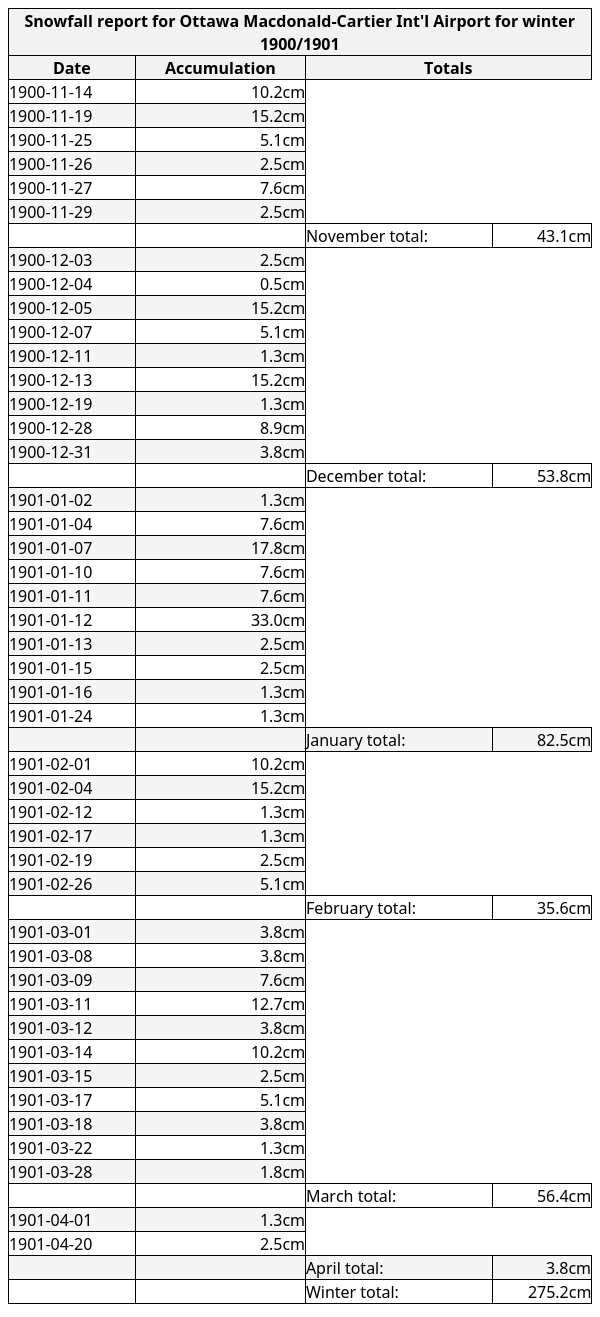 Snowfall report for Ottawa Macdonald-Cartier Int'l Airport for winter
1900/1901
Date Accumulation Totals
1900-11-14 10.2cm
1900-11-19 15.2cm
1900-11-25 5.1cm
1900-11-26 2.5cm
1900-11-27 7.6cm
1900-11-29 2.5cm
November total: 43.1cm
1900-12-03 2.5cm
1900-12-04 0.5cm
1900-12-05 15.2cm
1900-12-07 5.1cm
1900-12-11 1.3cm
1900-12-13 15.2cm
1900-12-19 1.3cm
1900-12-28 8.9cm
1900-12-31 3.8cm
December total: 53.8cm
1901-01-02 1.3cm
1901-01-04 7.6cm
1901-01-07 17.8cm
1901-01-10 7.6cm
1901-01-11 7.6cm
1901-01-12 33.0cm
1901-01-13 2.5cm
1901-01-15 2.5cm
1901-01-16 1.3cm
1901-01-24 1.3cm
January total: 82.5cm
1901-02-01 10.2cm
1901-02-04 15.2cm
1901-02-12 1.3cm
1901-02-17 1.3cm
1901-02-19 2.5cm
1901-02-26 5.1cm
February total: 35.6cm
1901-03-01 3.8cm
1901-03-08 3.8cm
1901-03-09 7.6cm
1901-03-11 12.7cm
1901-03-12 3.8cm
1901-03-14 10.2cm
1901-03-15 2.5cm
1901-03-17 5.1cm
1901-03-18 3.8cm
1901-03-22 1.3cm
1901-03-28 1.8cm
March total: 56.4cm
1901-04-01 1.3cm
1901-04-20 2.5cm
April total: 3.8cm
Winter total: 275.2cm